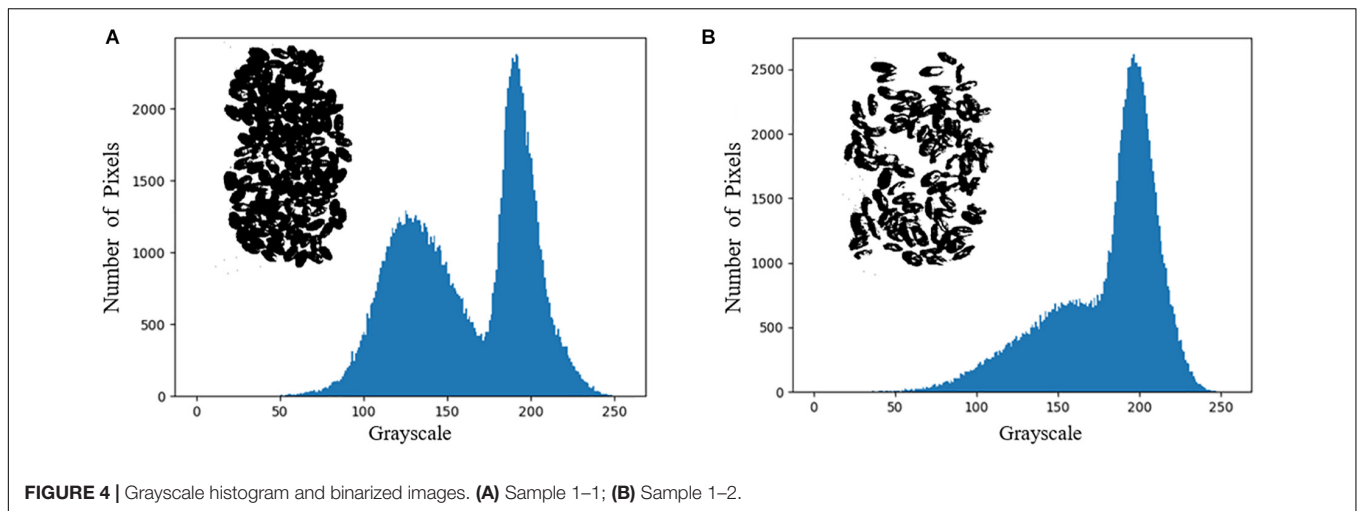 A
Number of Pixels
2000
1500
1000
500
0
0 50 100 150 200 250
Grayscale
B
Number of Pixels
2500
2000
1500
1000
500
0
0 50 100 150 200 250
Grayscale
FIGURE 4 | Grayscale histogram and binarized images. (A) Sample 1–1; (B) Sample 1–2.